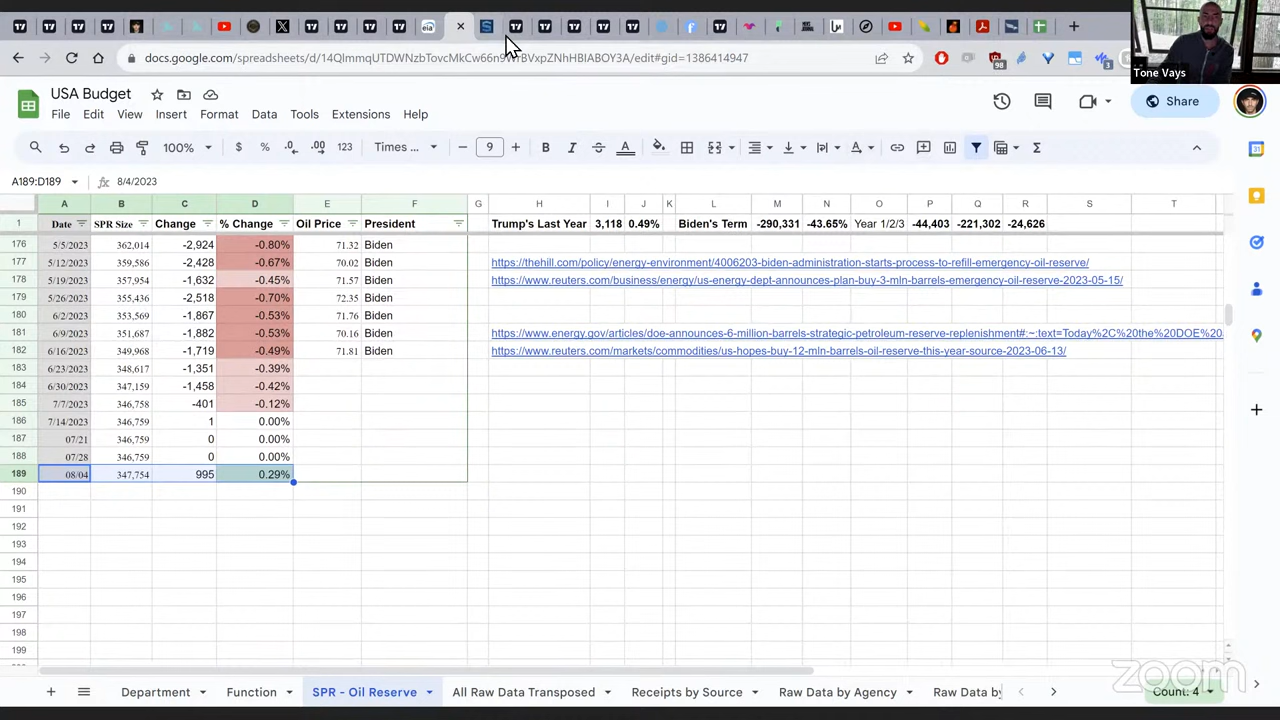 docs.google.com/spreadsheets/d/
/edit#gid=1386414947
Tone Vays
USA Budget
File Edit View Insert Format Data Tools Extensions Help
Share
100% $ % .0 .00 123 Times ... 9
A189:D189 8/4/2023
A B C D E F G H I J K L M N O P Q R S T
1 Date SPR Size Change % Change Oil Price President Trump's Last Year 3,118 0.49% Biden's Term -290,331 -43.65% Year 1/2/3 -44,403 -221,302 -24,626
176 5/5/2023 362,014 -2,924 -0.80% 71.32 Biden
177 5/12/2023 359,586 -2,428 -0.67% 70.02 Biden https://thehill.com/policy/energy-environment/4006203-biden-administration-starts-process-to-refill-emergency-oil-reserve/
178 5/19/2023 357,954 -1,632 -0.45% 71.57 Biden https://www.reuters.com/business/energy/us-energy-dept-announces-plan-buy-3-mln-barrels-emergency-oil-reserve-2023-05-15/
179 5/26/2023 355,436 -2,518 -0.70% 72.35 Biden
180 6/2/2023 353,569 -1,867 -0.53% 71.76 Biden
181 6/9/2023 351,687 -1,882 -0.53% 70.16 Biden https://www.energy.gov/articles/doe-announces-6-million-barrels-strategic-petroleum-reserve-replenishment#:~:text=Today%2C%20the%20DOE%20
182 6/16/2023 349,968 -1,719 -0.49% 71.81 Biden https://www.reuters.com/markets/commodities/us-hopes-buy-12-mln-barrels-oil-reserve-this-year-source-2023-06-13/
183 6/23/2023 348,617 -1,351 -0.39%
184 6/30/2023 347,159 -1,458 -0.42%
185 7/7/2023 346,758 -401 -0.12%
186 7/14/2023 346,759 1 0.00%
187 07/21 346,759 0 0.00%
188 07/28 346,759 0 0.00%
189 08/04 347,754 995 0.29%
190
191
192
193
194
195
196
197
198
199
zoom
Department Function SPR - Oil Reserve All Raw Data Transposed Receipts by Source Raw Data by Agency Raw Data by Count: 4